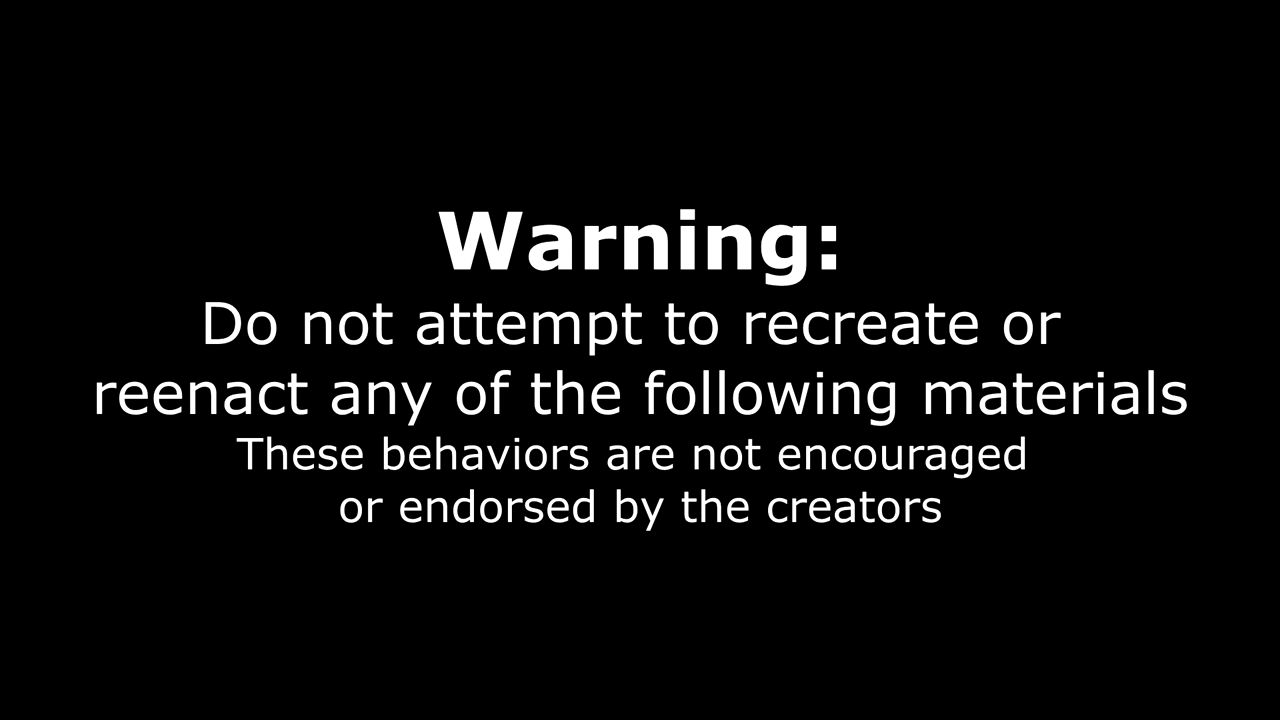 Warning:
Do not attempt to recreate or
reenact any of the following materials
These behaviors are not encouraged
or endorsed by the creators